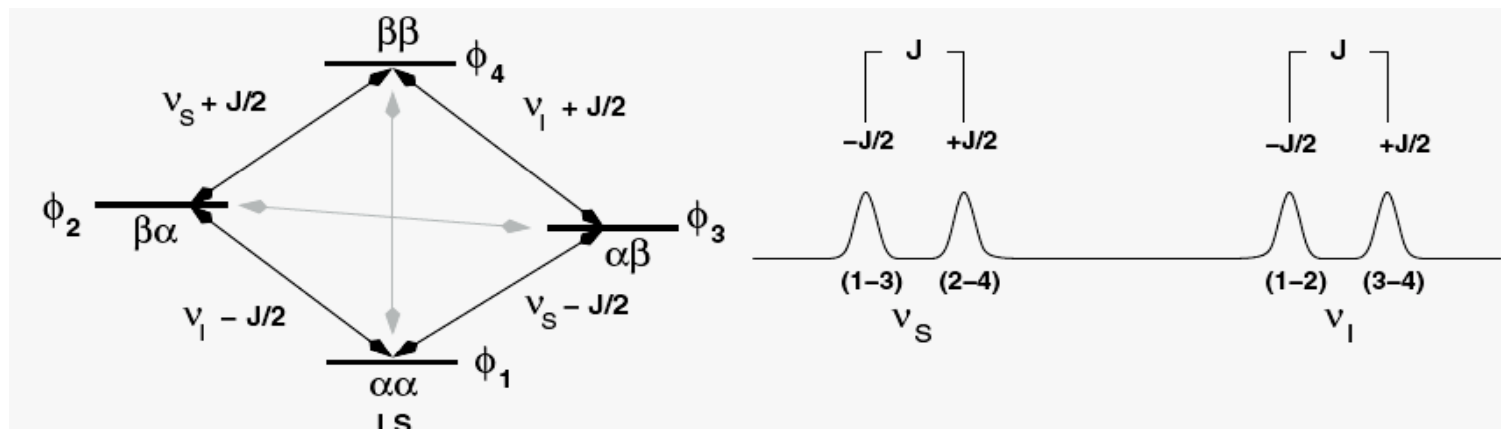 ββ
ϕ4
νS + J/2
νI + J/2
ϕ2
βα
ϕ3
αβ
νI − J/2
νS − J/2
αα
ϕ1
I S
J
J
−J/2
+J/2
−J/2
+J/2
(1−3)
(2−4)
(1−2)
(3−4)
νS
νI